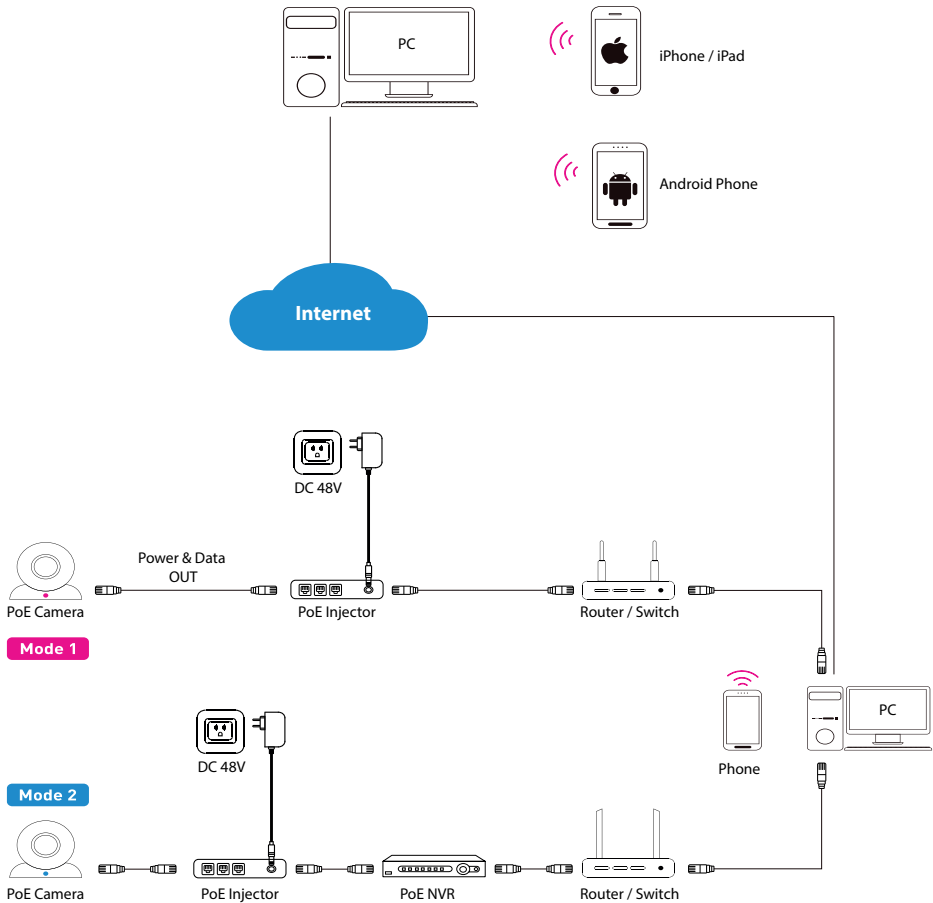 PC
iPhone / iPad
Android Phone
Internet
DC 48V
Power & Data
OUT
PoE Camera
PoE Injector
Router / Switch
Mode 1
PC
Phone
DC 48V
Mode 2
PoE Camera
PoE Injector
PoE NVR
Router / Switch